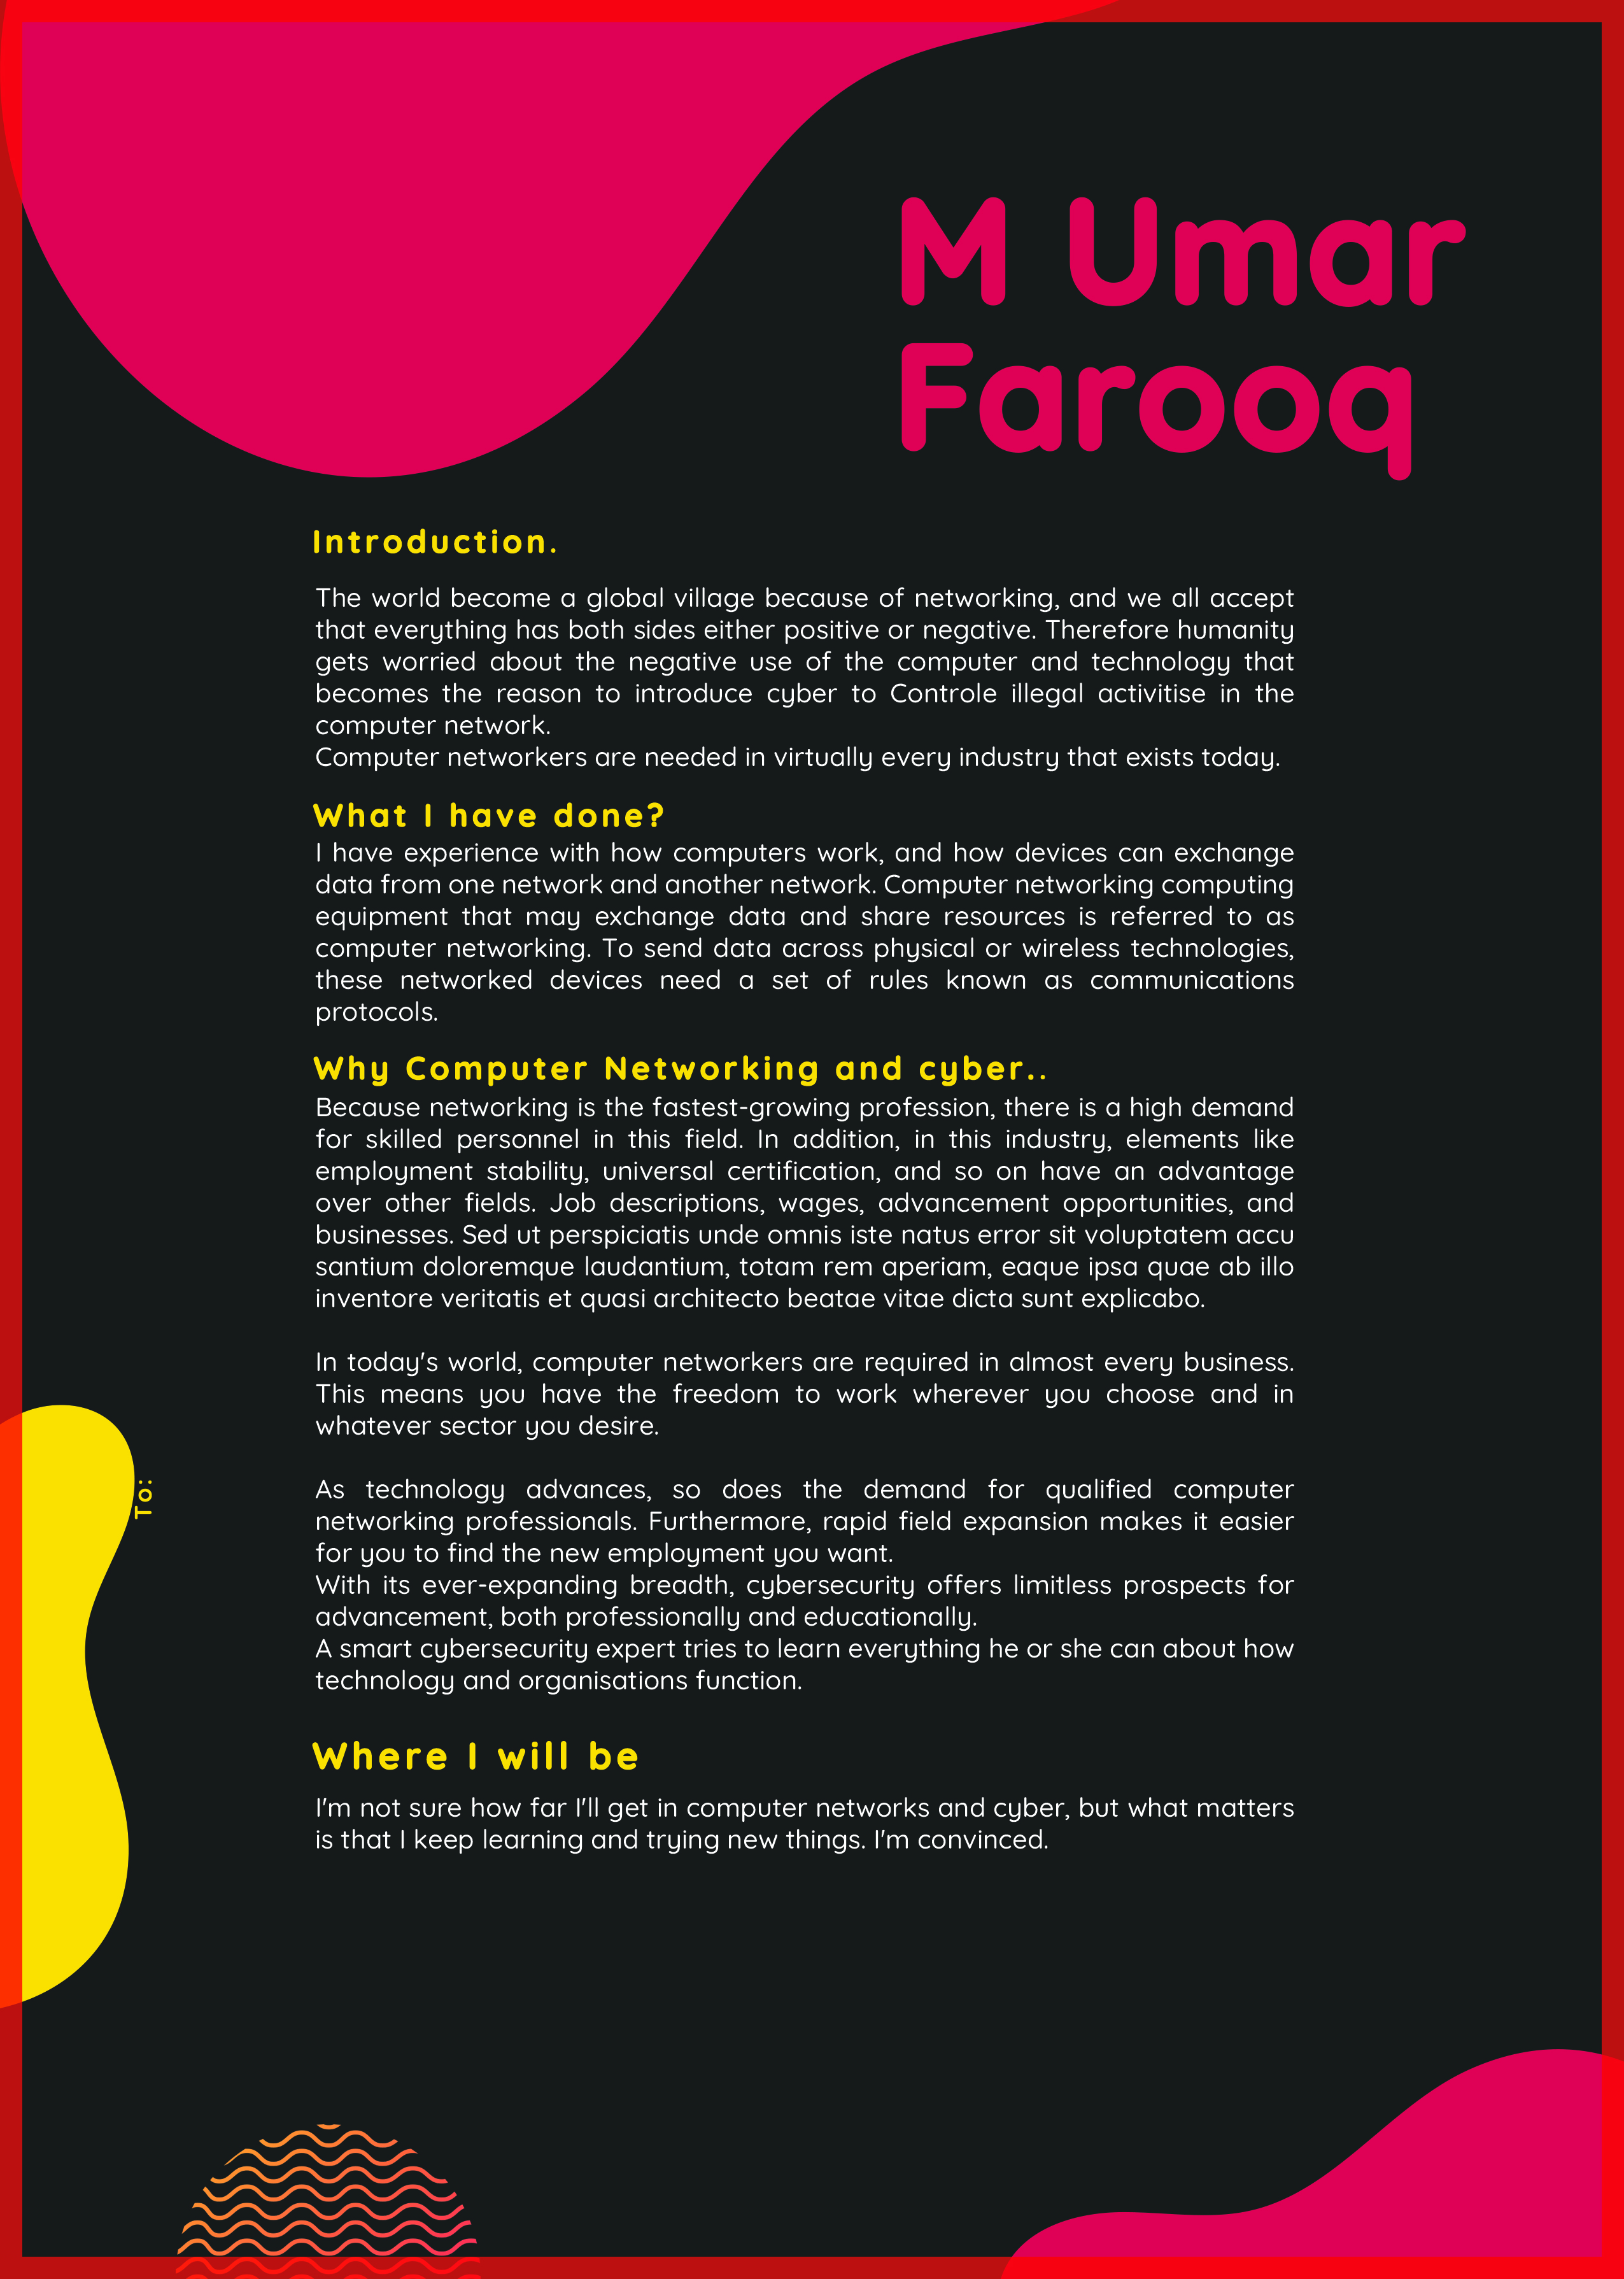 M Umar
Farooq
Introduction.
The world become a global village because of networking, and we all accept
that everything has both sides either positive or negative. Therefore humanity
gets worried about the negative use of the computer and technology that
becomes the reason to introduce cyber to Controle illegal activitise in the
computer network.
Computer networkers are needed in virtually every industry that exists today.
What I have done?
I have experience with how computers work, and how devices can exchange
data from one network and another network. Computer networking computing
equipment that may exchange data and share resources is referred to as
computer networking. To send data across physical or wireless technologies,
these networked devices need a set of rules known as communications
protocols.
Why Computer Networking and cyber..
Because networking is the fastest-growing profession, there is a high demand
for skilled personnel in this field. In addition, in this industry, elements like
employment stability, universal certification, and so on have an advantage
over other fields. Job descriptions, wages, advancement opportunities, and
businesses. Sed ut perspiciatis unde omnis iste natus error sit voluptatem accu
santium doloremque laudantium, totam rem aperiam, eaque ipsa quae ab illo
inventore veritatis et quasi architecto beatae vitae dicta sunt explicabo.
In today's world, computer networkers are required in almost every business.
This means you have the freedom to work wherever you choose and in
whatever sector you desire.
To:
As technology advances, so does the demand for qualified computer
networking professionals. Furthermore, rapid field expansion makes it easier
for you to find the new employment you want.
With its ever-expanding breadth, cybersecurity offers limitless prospects for
advancement, both professionally and educationally.
A smart cybersecurity expert tries to learn everything he or she can about how
technology and organisations function.
Where I will be
I'm not sure how far I'll get in computer networks and cyber, but what matters
is that I keep learning and trying new things. I'm convinced.